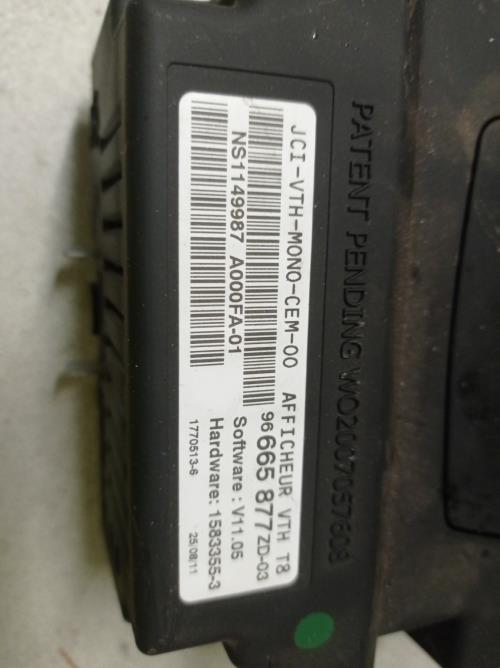 PATENT PENDING WO2007057608
JCI-VTH-MONO-CEM-00 AFFICHEUR VTH T8
96 665 877 ZD-03
NS1149987 A000FA-01
Software : V11.05
Hardware: 1583355-3
1770513-6 25/08/11